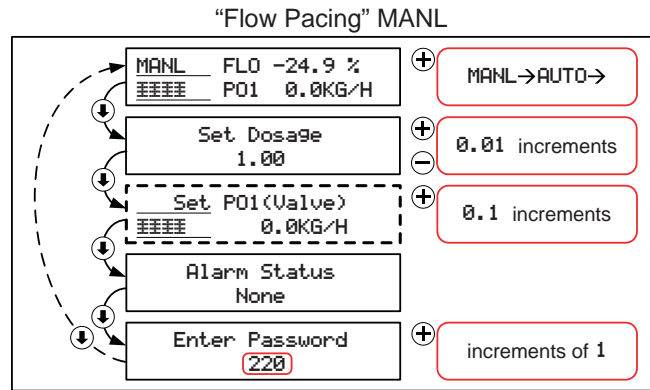 “Flow Pacing” MANL
MANL FLO -24.9 %
PO1 0.0KG/H
MANL→AUTO→
Set Dosage
1.00
0.01 increments
Set PO1(Valve)
0.0KG/H
0.1 increments
Alarm Status
None
Enter Password
220
increments of 1